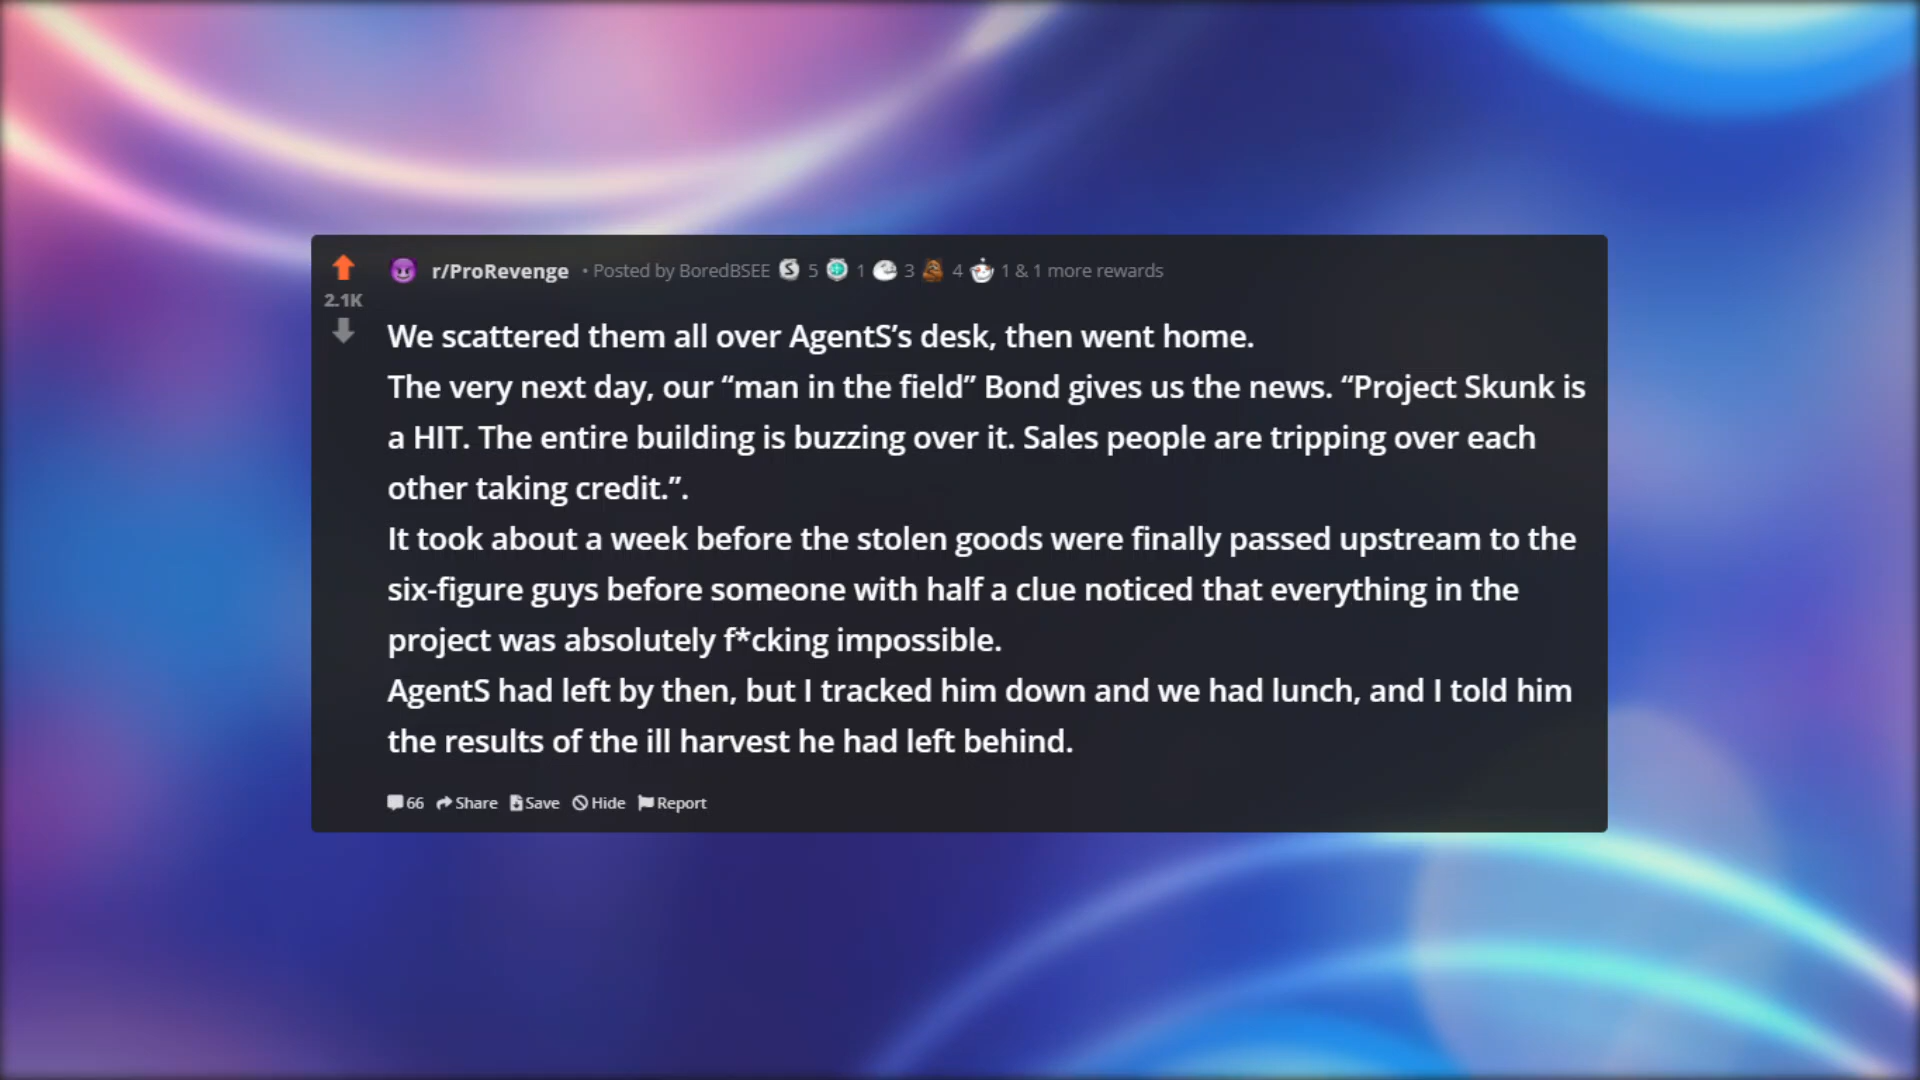 r/ProRevenge • Posted by BoredBSEE 5 1 3 4 1 & 1 more rewards
2.1K
We scattered them all over AgentS’s desk, then went home.
The very next day, our “man in the field” Bond gives us the news. “Project Skunk is
a HIT. The entire building is buzzing over it. Sales people are tripping over each
other taking credit.”.
It took about a week before the stolen goods were finally passed upstream to the
six-figure guys before someone with half a clue noticed that everything in the
project was absolutely f*cking impossible.
AgentS had left by then, but I tracked him down and we had lunch, and I told him
the results of the ill harvest he had left behind.
66 Share Save Hide Report